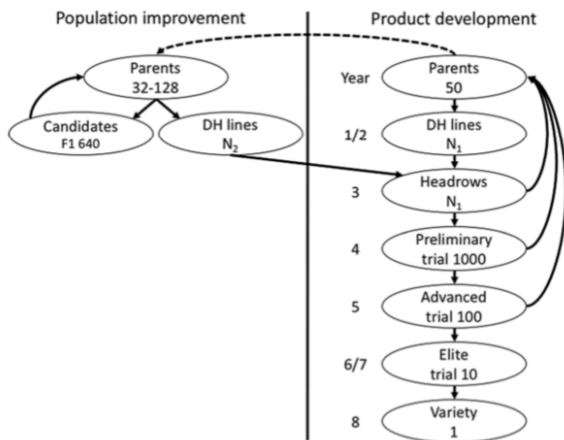 Population improvement
Product development
Parents
32-128
Candidates
F1 640
DH lines
N2
Year
Parents
50
1/2
DH lines
N1
3
Headrows
N1
4
Preliminary
trial 1000
5
Advanced
trial 100
6/7
Elite
trial 10
8
Variety
1